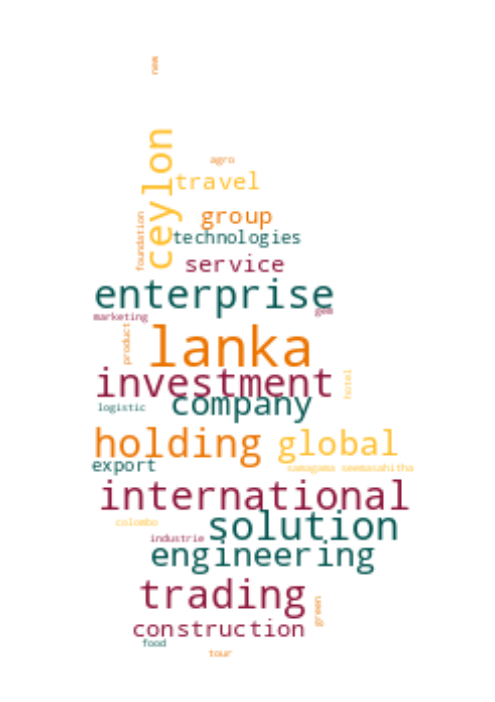 new
ceylon
agro
travel
foundation
group
technologies
service
enterprise
marketing
gem
product
lanka
investment
hotel
logistic
company
holding
global
export
samagama seemasahitha
international
colombo
solution
industrie
engineering
trading
green
construction
food
tour